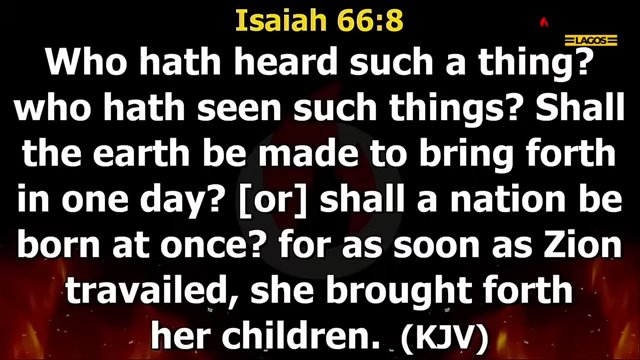 Isaiah 66:8
LAGOS
Who hath heard such a thing?
who hath seen such things? Shall
the earth be made to bring forth
in one day? [or] shall a nation be
born at once? for as soon as Zion
travailed, she brought forth
her children. (KJV)